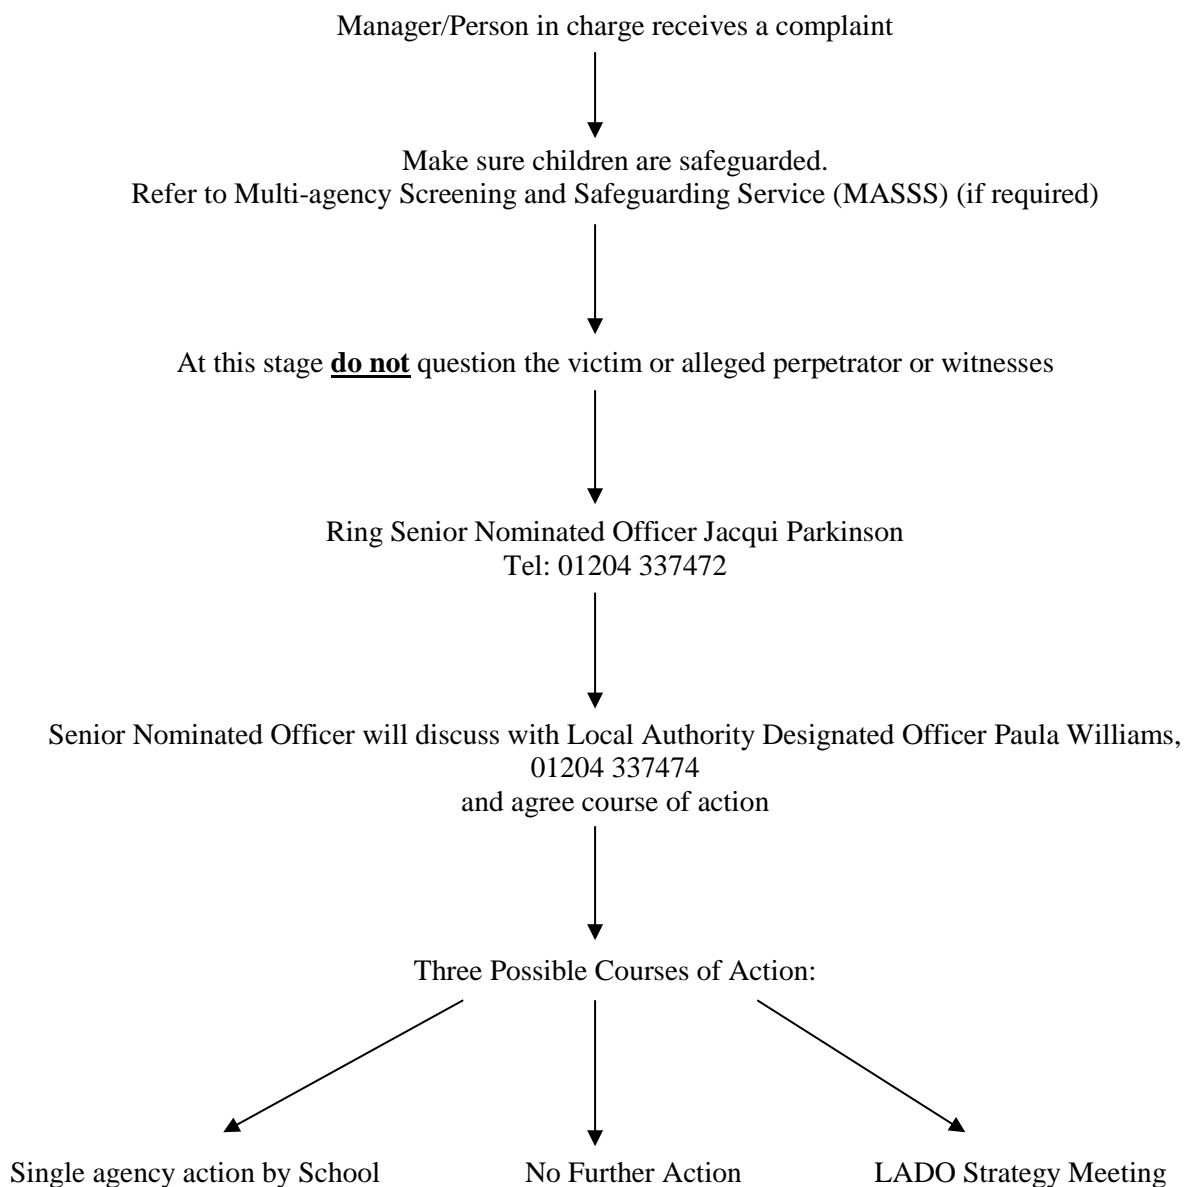 Manager/Person in charge receives a complaint
Make sure children are safeguarded.
Refer to Multi-agency Screening and Safeguarding Service (MASSS) (if required)
At this stage do not question the victim or alleged perpetrator or witnesses
Ring Senior Nominated Officer Jacqui Parkinson
Tel: 01204 337472
Senior Nominated Officer will discuss with Local Authority Designated Officer Paula Williams,
01204 337474
and agree course of action
Three Possible Courses of Action:
Single agency action by School
No Further Action
LADO Strategy Meeting